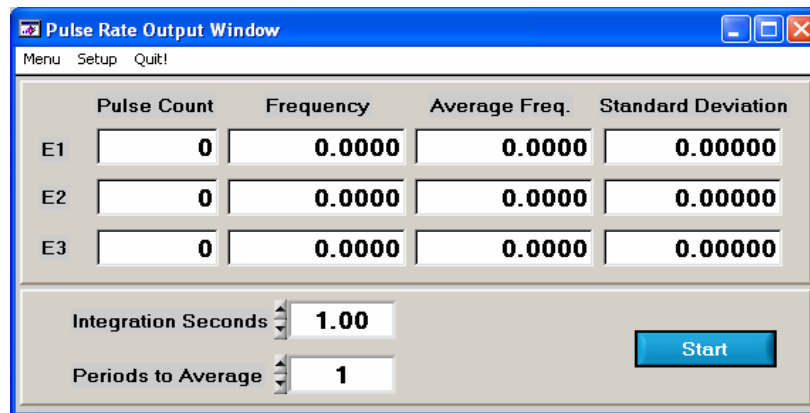 Pulse Rate Output Window
Menu Setup Quit!
Pulse Count Frequency Average Freq. Standard Deviation
E1 0 0.0000 0.0000 0.00000
E2 0 0.0000 0.0000 0.00000
E3 0 0.0000 0.0000 0.00000
Integration Seconds 1.00
Start
Periods to Average 1